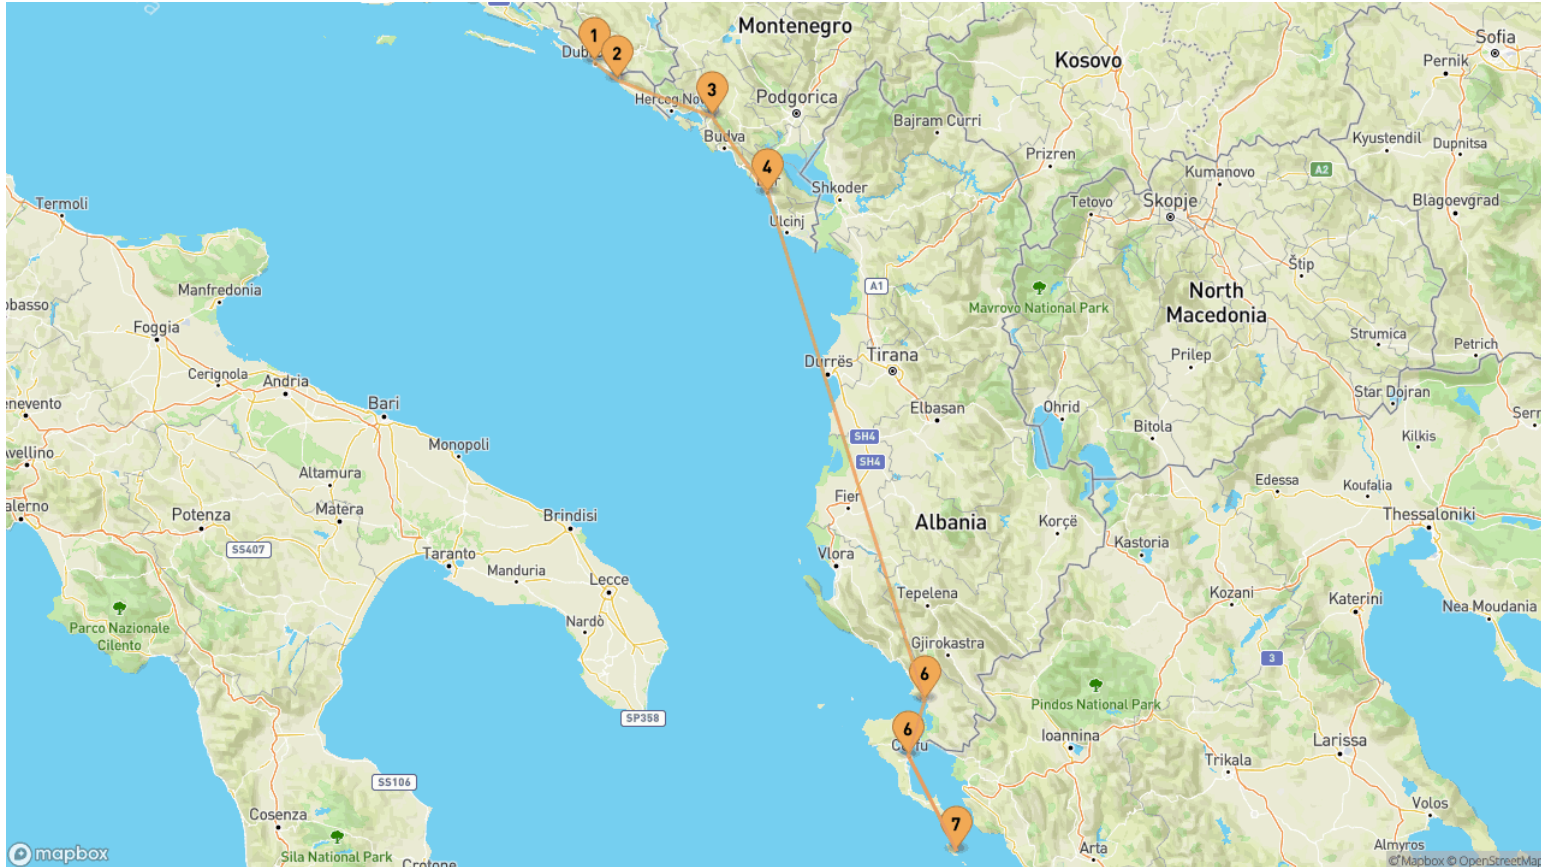 Montenegro
Kosovo
Sofia
Pernik
1
2
3
Podgorica
Budva
Bajram Curri
Kyustendil
Dupnitsa
Prizren
A2
Kumanovo
4
Shkoder
Tetovo
Skopje
Blagoevgrad
Termoli
Ulcinj
Štip
A1
Manfredonia
Mavrovo National Park
North
Macedonia
Foggia
Strumica
Petrich
Durrës
Tirana
Prilep
Cerignola
Andria
Star Dojran
Bari
Elbasan
Ohrid
Bitola
Monopoli
SH4
Kilkis
SH4
Altamura
Edessa
Koufalia
Fier
Matera
Potenza
Brindisi
Albania
Korçë
Thessaloniki
SS407
Taranto
Vlora
Kastoria
Manduria
Lecce
Tepelena
Kozani
Katerini
Nea Moudania
Parco Nazionale
Cilento
Nardò
Gjirokastra
3
6
Pindos National Park
SP358
6
Ioannina
Larissa
Trikala
SS106
Volos
Cosenza
7
Arta
Sila National Park
mapbox
© Mapbox © OpenStreetMap